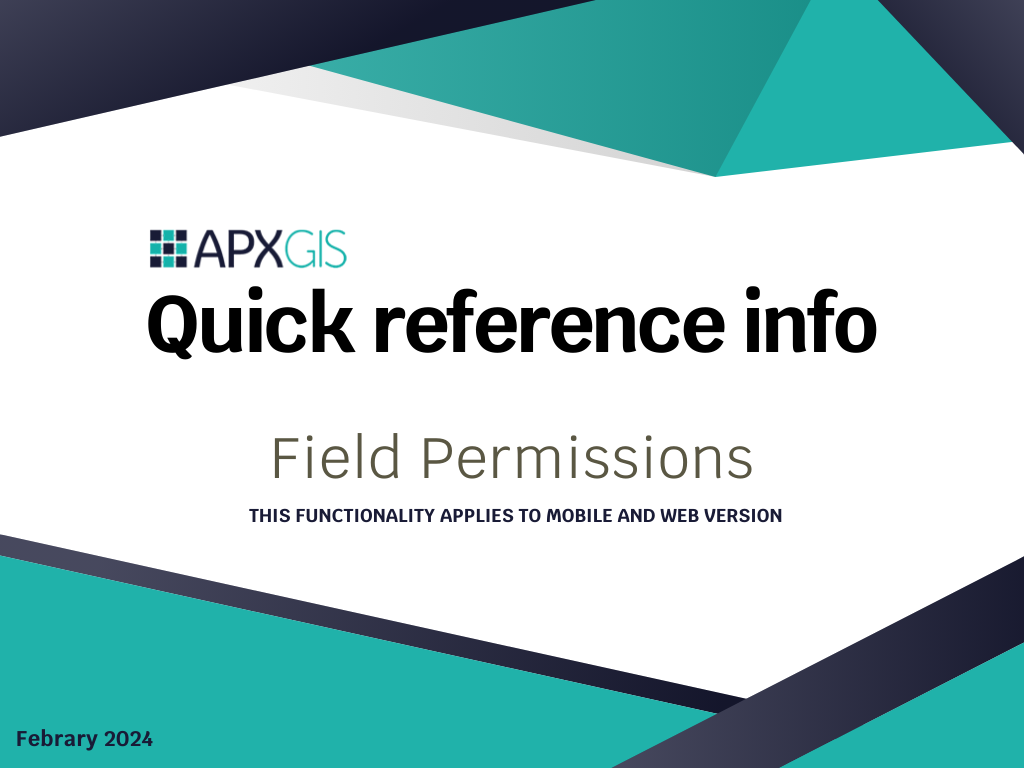 APXGIS
Quick reference info
Field Permissions
THIS FUNCTIONALITY APPLIES TO MOBILE AND WEB VERSION
Febrary 2024